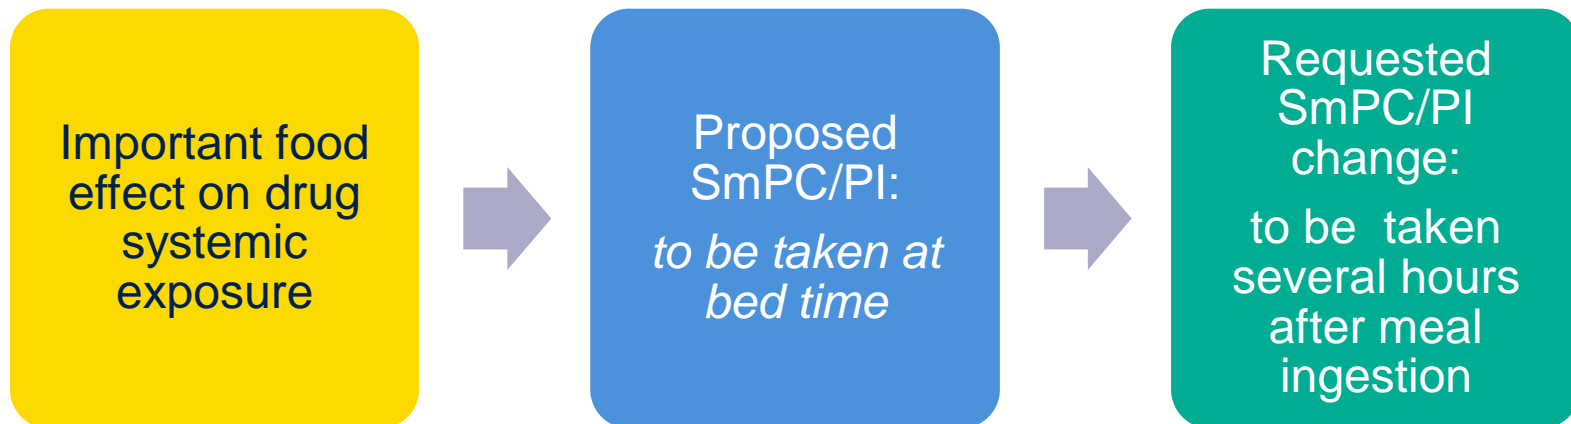 Important food
effect on drug
systemic
exposure
Proposed
SmPC/PI:
to be taken at
bed time
Requested
SmPC/PI
change:
to be  taken
several hours
after meal
ingestion